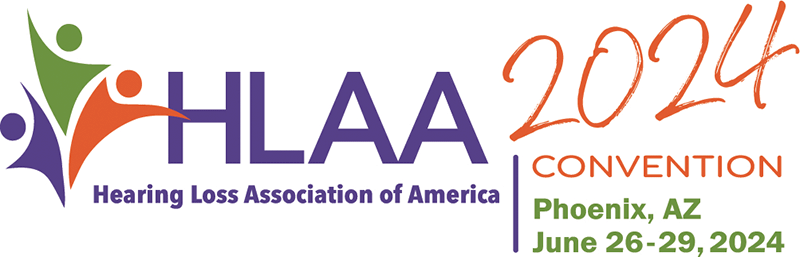 HLAA
Hearing Loss Association of America
2024
CONVENTION
Phoenix, AZ
June 26-29, 2024